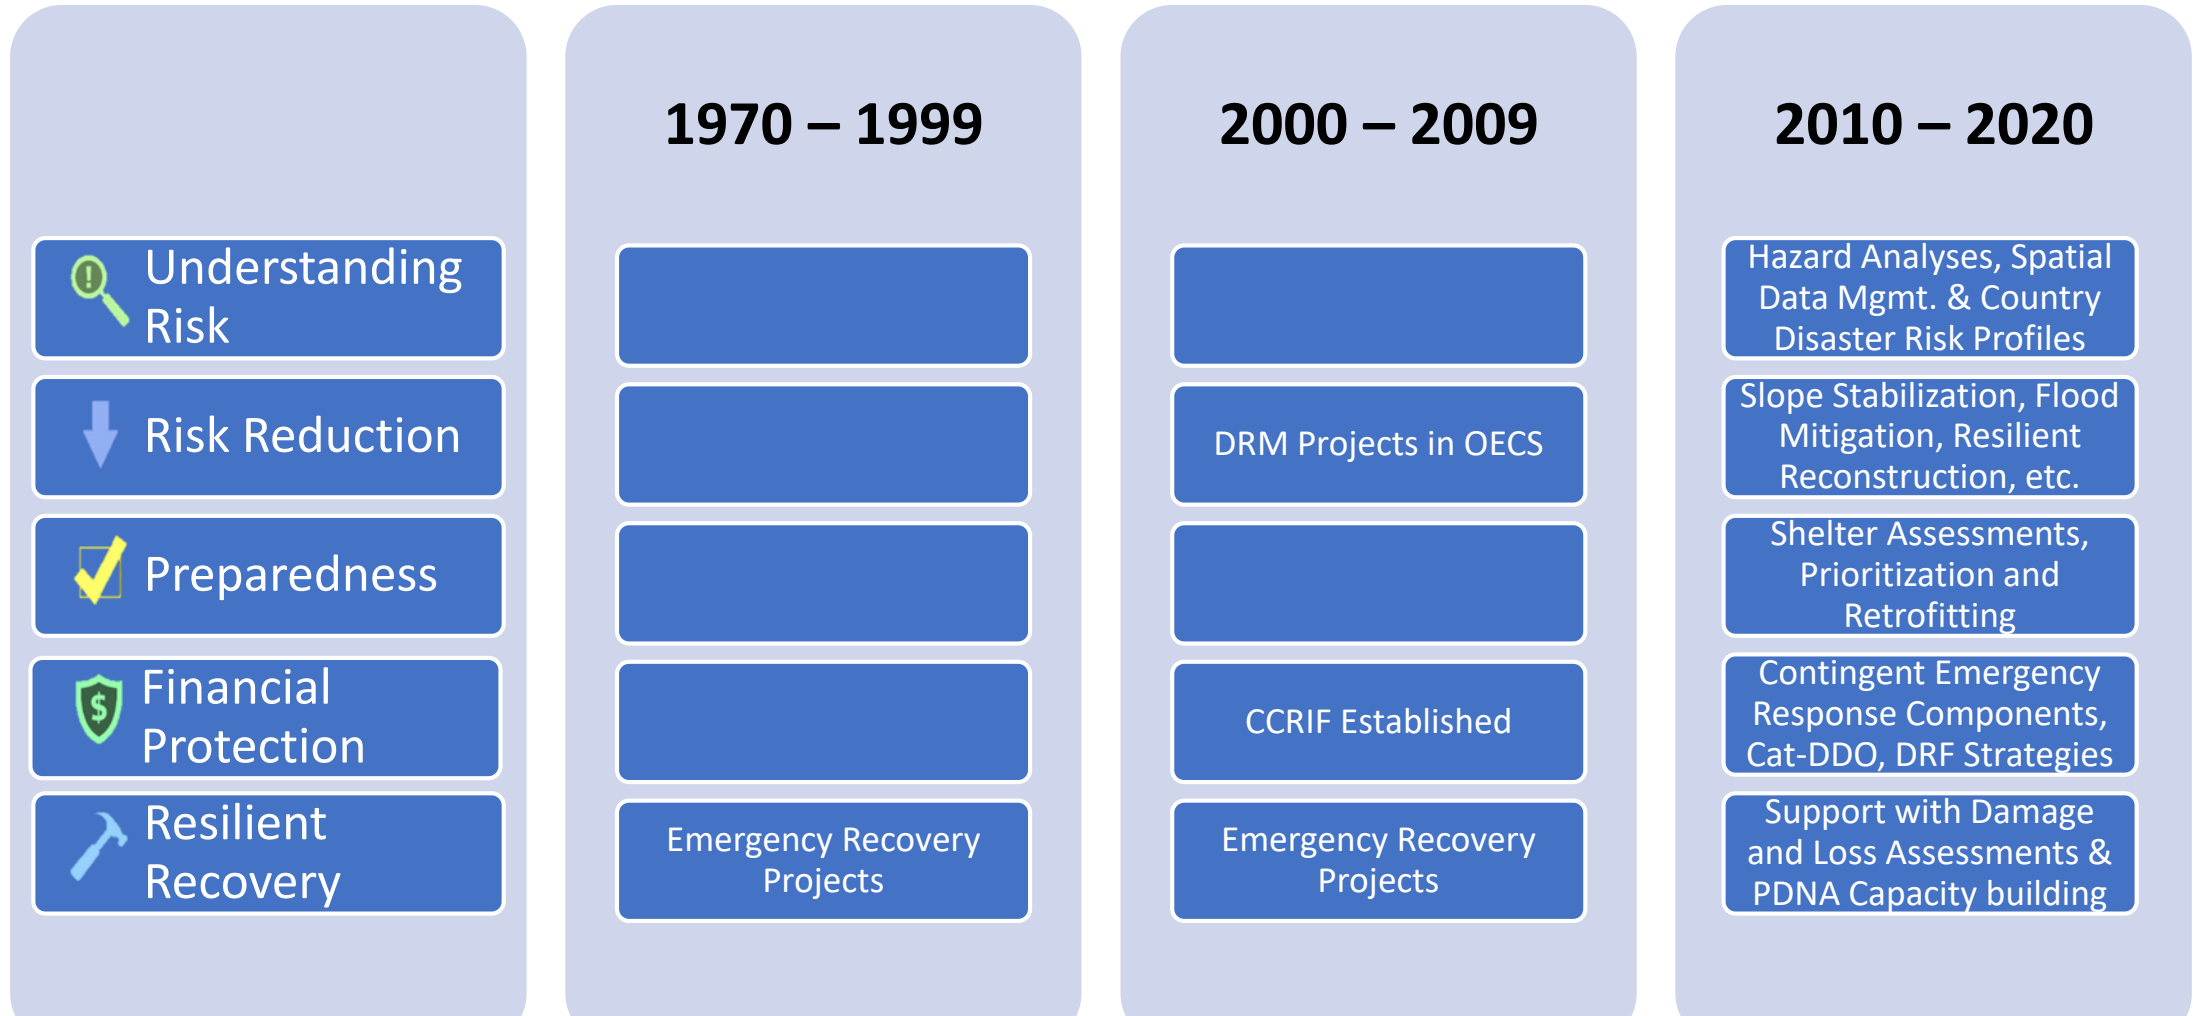 1970 – 1999
2000 – 2009
2010 – 2020
Understanding
Risk
Hazard Analyses, Spatial
Data Mgmt. & Country
Disaster Risk Profiles
Risk Reduction
DRM Projects in OECS
Slope Stabilization, Flood
Mitigation, Resilient
Reconstruction, etc.
Preparedness
Shelter Assessments,
Prioritization and
Retrofitting
Financial
Protection
CCRIF Established
Contingent Emergency
Response Components,
Cat-DDO, DRF Strategies
Resilient
Recovery
Emergency Recovery
Projects
Emergency Recovery
Projects
Support with Damage
and Loss Assessments &
PDNA Capacity building